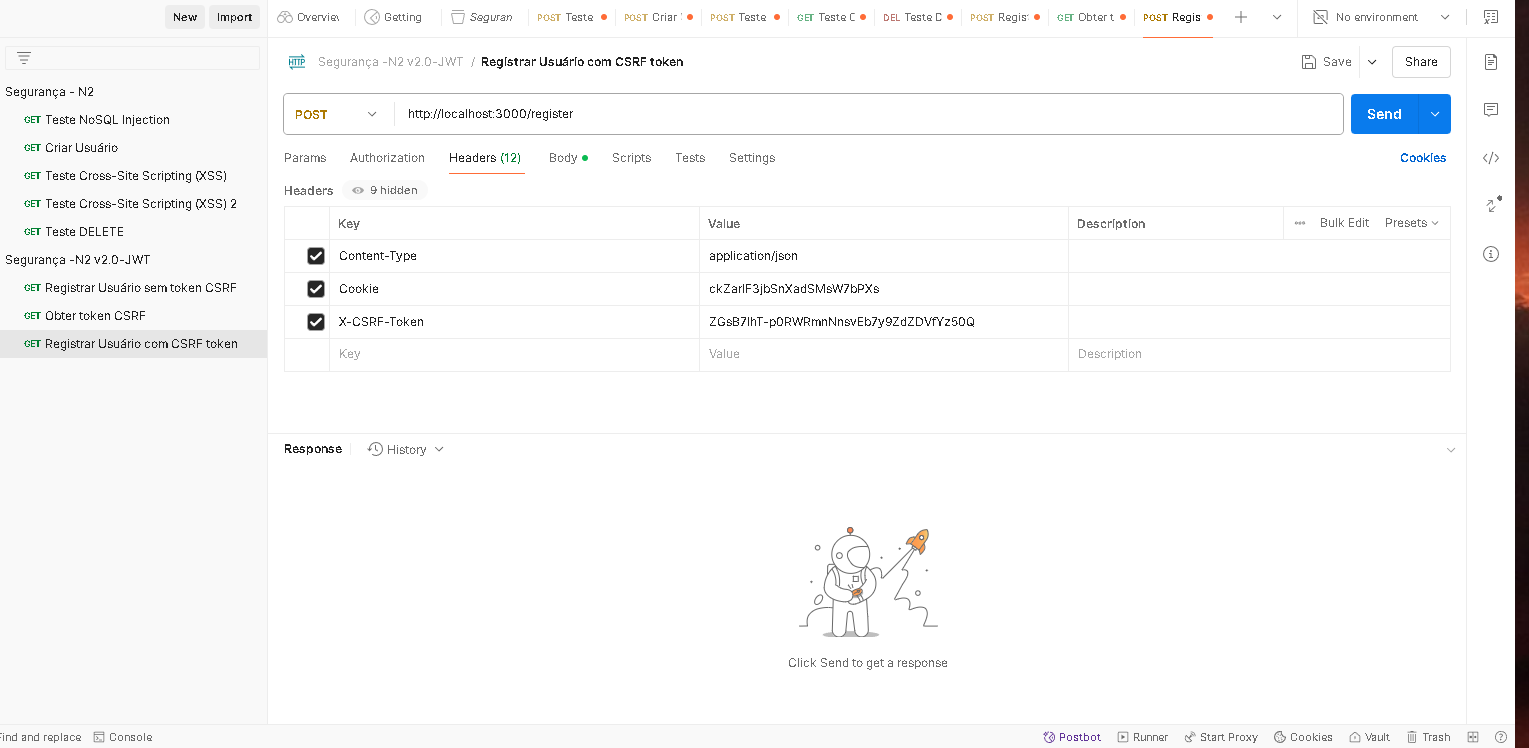 New Import
Overview Getting Seguran POST Teste POST Criar POST Teste GET Teste C DEL Teste D POST Regis GET Obter t POST Regis No environment
HTTP Segurança -N2 v2.0-JWT / Registrar Usuário com CSRF token Save Share
Segurança - N2
GET Teste NoSQL Injection
GET Criar Usuário
GET Teste Cross-Site Scripting (XSS)
GET Teste Cross-Site Scripting (XSS) 2
GET Teste DELETE
Segurança -N2 v2.0-JWT
GET Registrar Usuário sem token CSRF
GET Obter token CSRF
GET Registrar Usuário com CSRF token
POST http://localhost:3000/register Send
Params Authorization Headers (12) Body Scripts Tests Settings Cookies
Headers 9 hidden
Key Value Description Bulk Edit Presets
Content-Type application/json
Cookie
X-CSRF-Token
Key Value Description
Response History
Click Send to get a response
Find and replace Console Postbot Runner Start Proxy Cookies Vault Trash